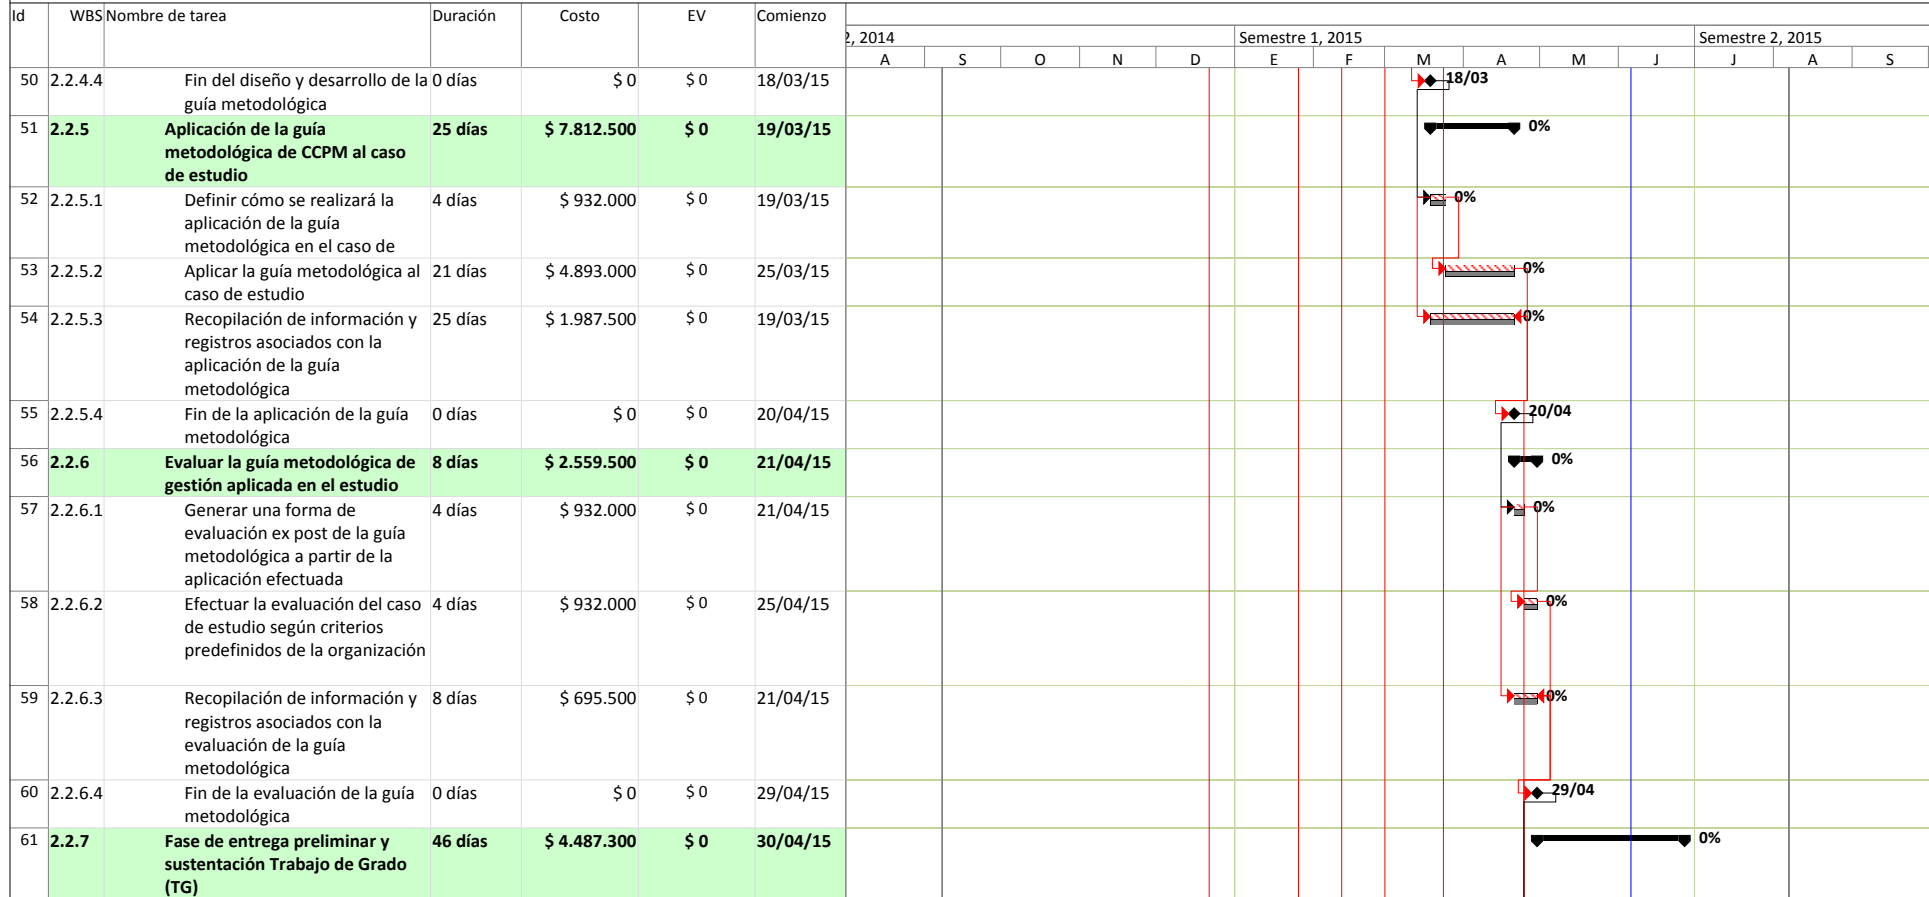 Id WBS Nombre de tarea Duración Costo EV Comienzo
2, 2014 Semestre 1, 2015 Semestre 2, 2015
A S O N D E F M A M J J A S
50 2.2.4.4 Fin del diseño y desarrollo de la 0 días $ 0 $ 0 18/03/15 18/03
guía metodológica
51 2.2.5 Aplicación de la guía 25 días $ 7.812.500 $ 0 19/03/15 0%
metodológica de CCPM al caso
de estudio
52 2.2.5.1 Definir cómo se realizará la 4 días $ 932.000 $ 0 19/03/15 0%
aplicación de la guía
metodológica en el caso de
53 2.2.5.2 Aplicar la guía metodológica al 21 días $ 4.893.000 $ 0 25/03/15 0%
caso de estudio
54 2.2.5.3 Recopilación de información y 25 días $ 1.987.500 $ 0 19/03/15 0%
registros asociados con la
aplicación de la guía
metodológica
55 2.2.5.4 Fin de la aplicación de la guía 0 días $ 0 $ 0 20/04/15 20/04
metodológica
56 2.2.6 Evaluar la guía metodológica de 8 días $ 2.559.500 $ 0 21/04/15 0%
gestión aplicada en el estudio
57 2.2.6.1 Generar una forma de 4 días $ 932.000 $ 0 21/04/15 0%
evaluación ex post de la guía
metodológica a partir de la
aplicación efectuada
58 2.2.6.2 Efectuar la evaluación del caso 4 días $ 932.000 $ 0 25/04/15 0%
de estudio según criterios
predefinidos de la organización
59 2.2.6.3 Recopilación de información y 8 días $ 695.500 $ 0 21/04/15 0%
registros asociados con la
evaluación de la guía
metodológica
60 2.2.6.4 Fin de la evaluación de la guía 0 días $ 0 $ 0 29/04/15 29/04
metodológica
61 2.2.7 Fase de entrega preliminar y 46 días $ 4.487.300 $ 0 30/04/15 0%
sustentación Trabajo de Grado
(TG)